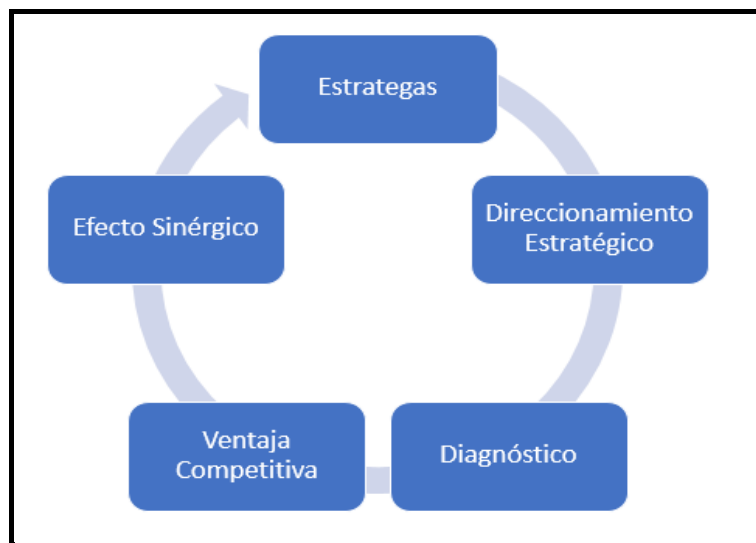 Estrategas
Direccionamiento
Estratégico
Diagnóstico
Ventaja
Competitiva
Efecto Sinérgico